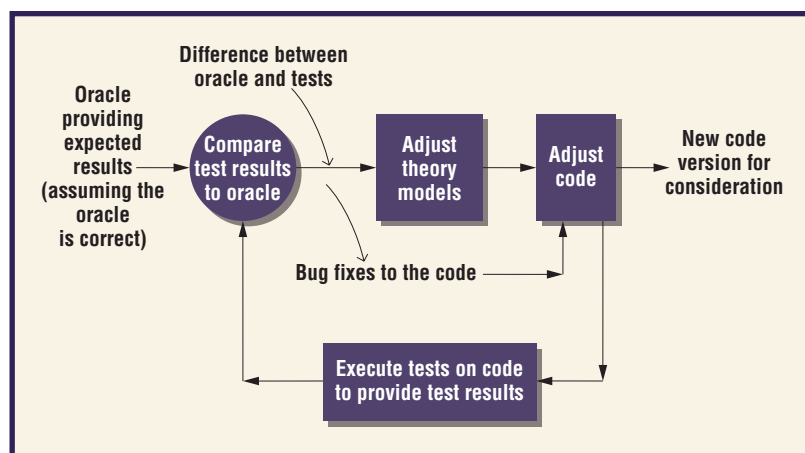 Difference between
oracle and tests
Oracle
providing
expected
results
(assuming the
oracle
is correct)
Compare
test results
to oracle
Adjust
theory
models
Adjust
code
New code
version for
consideration
Bug fixes to the code
Execute tests on code
to provide test results